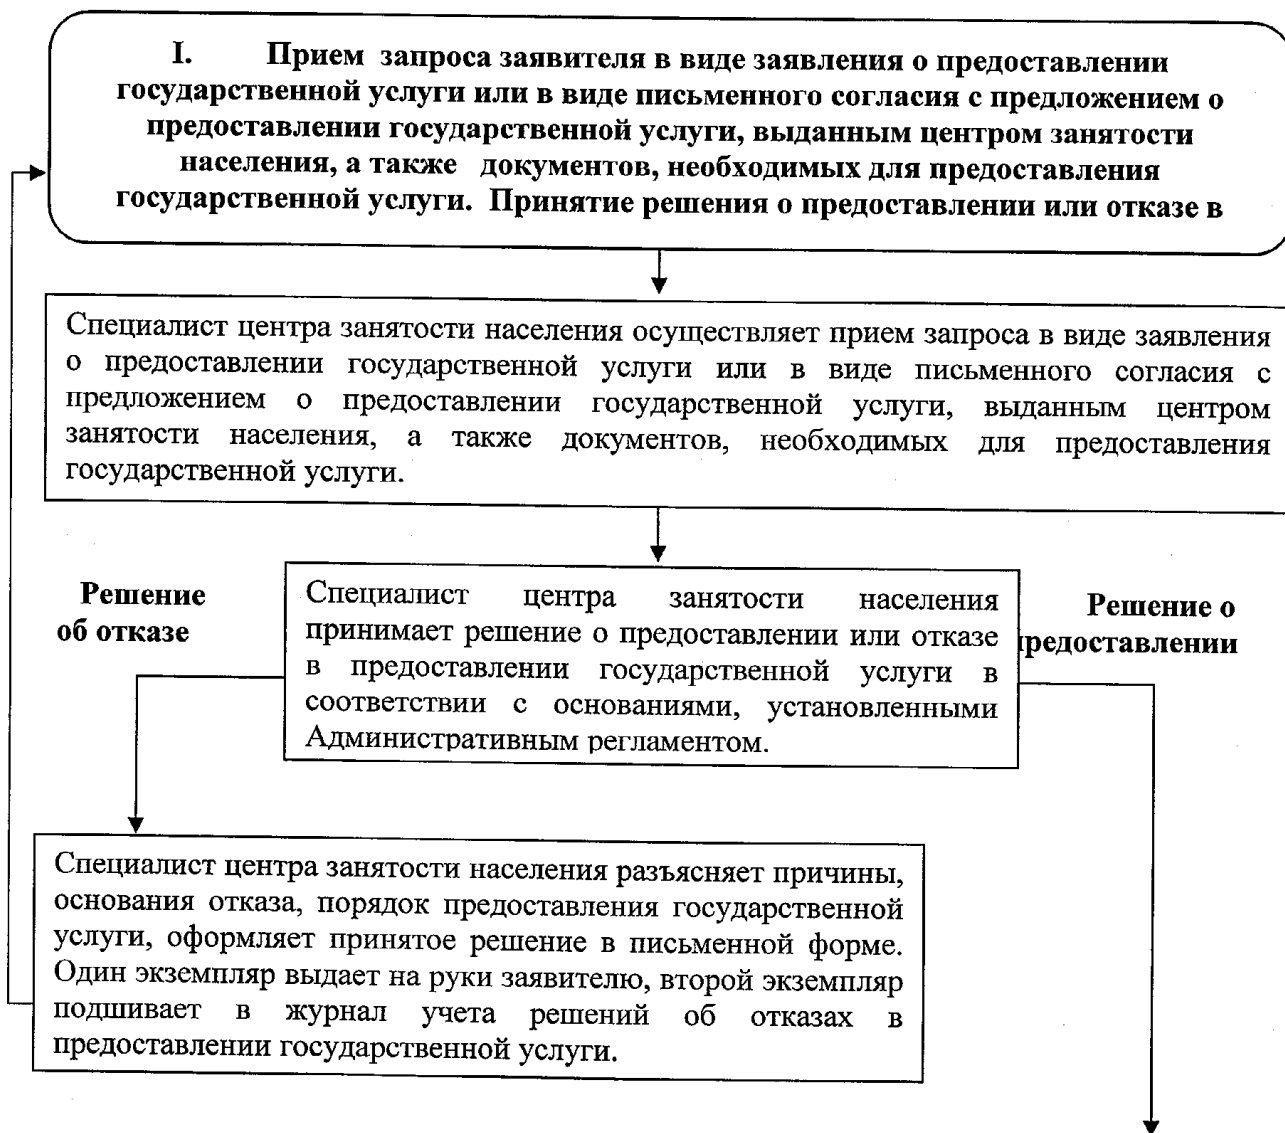 I. Прием запроса заявителя в виде заявления о предоставлении
государственной услуги или в виде письменного согласия с предложением о
предоставлении государственной услуги, выданным центром занятости
населения, а также документов, необходимых для предоставления
государственной услуги. Принятие решения о предоставлении или отказе в
Специалист центра занятости населения осуществляет прием запроса в виде заявления
о предоставлении государственной услуги или в виде письменного согласия с
предложением о предоставлении государственной услуги, выданным центром
занятости населения, а также документов, необходимых для предоставления
государственной услуги.
Решение
об отказе
Специалист центра занятости населения
принимает решение о предоставлении или отказе
в предоставлении государственной услуги в
соответствии с основаниями, установленными
Административным регламентом.
Решение о
предоставлении
Специалист центра занятости населения разъясняет причины,
основания отказа, порядок предоставления государственной
услуги, оформляет принятое решение в письменной форме.
Один экземпляр выдает на руки заявителю, второй экземпляр
подшивает в журнал учета решений об отказах в
предоставлении государственной услуги.